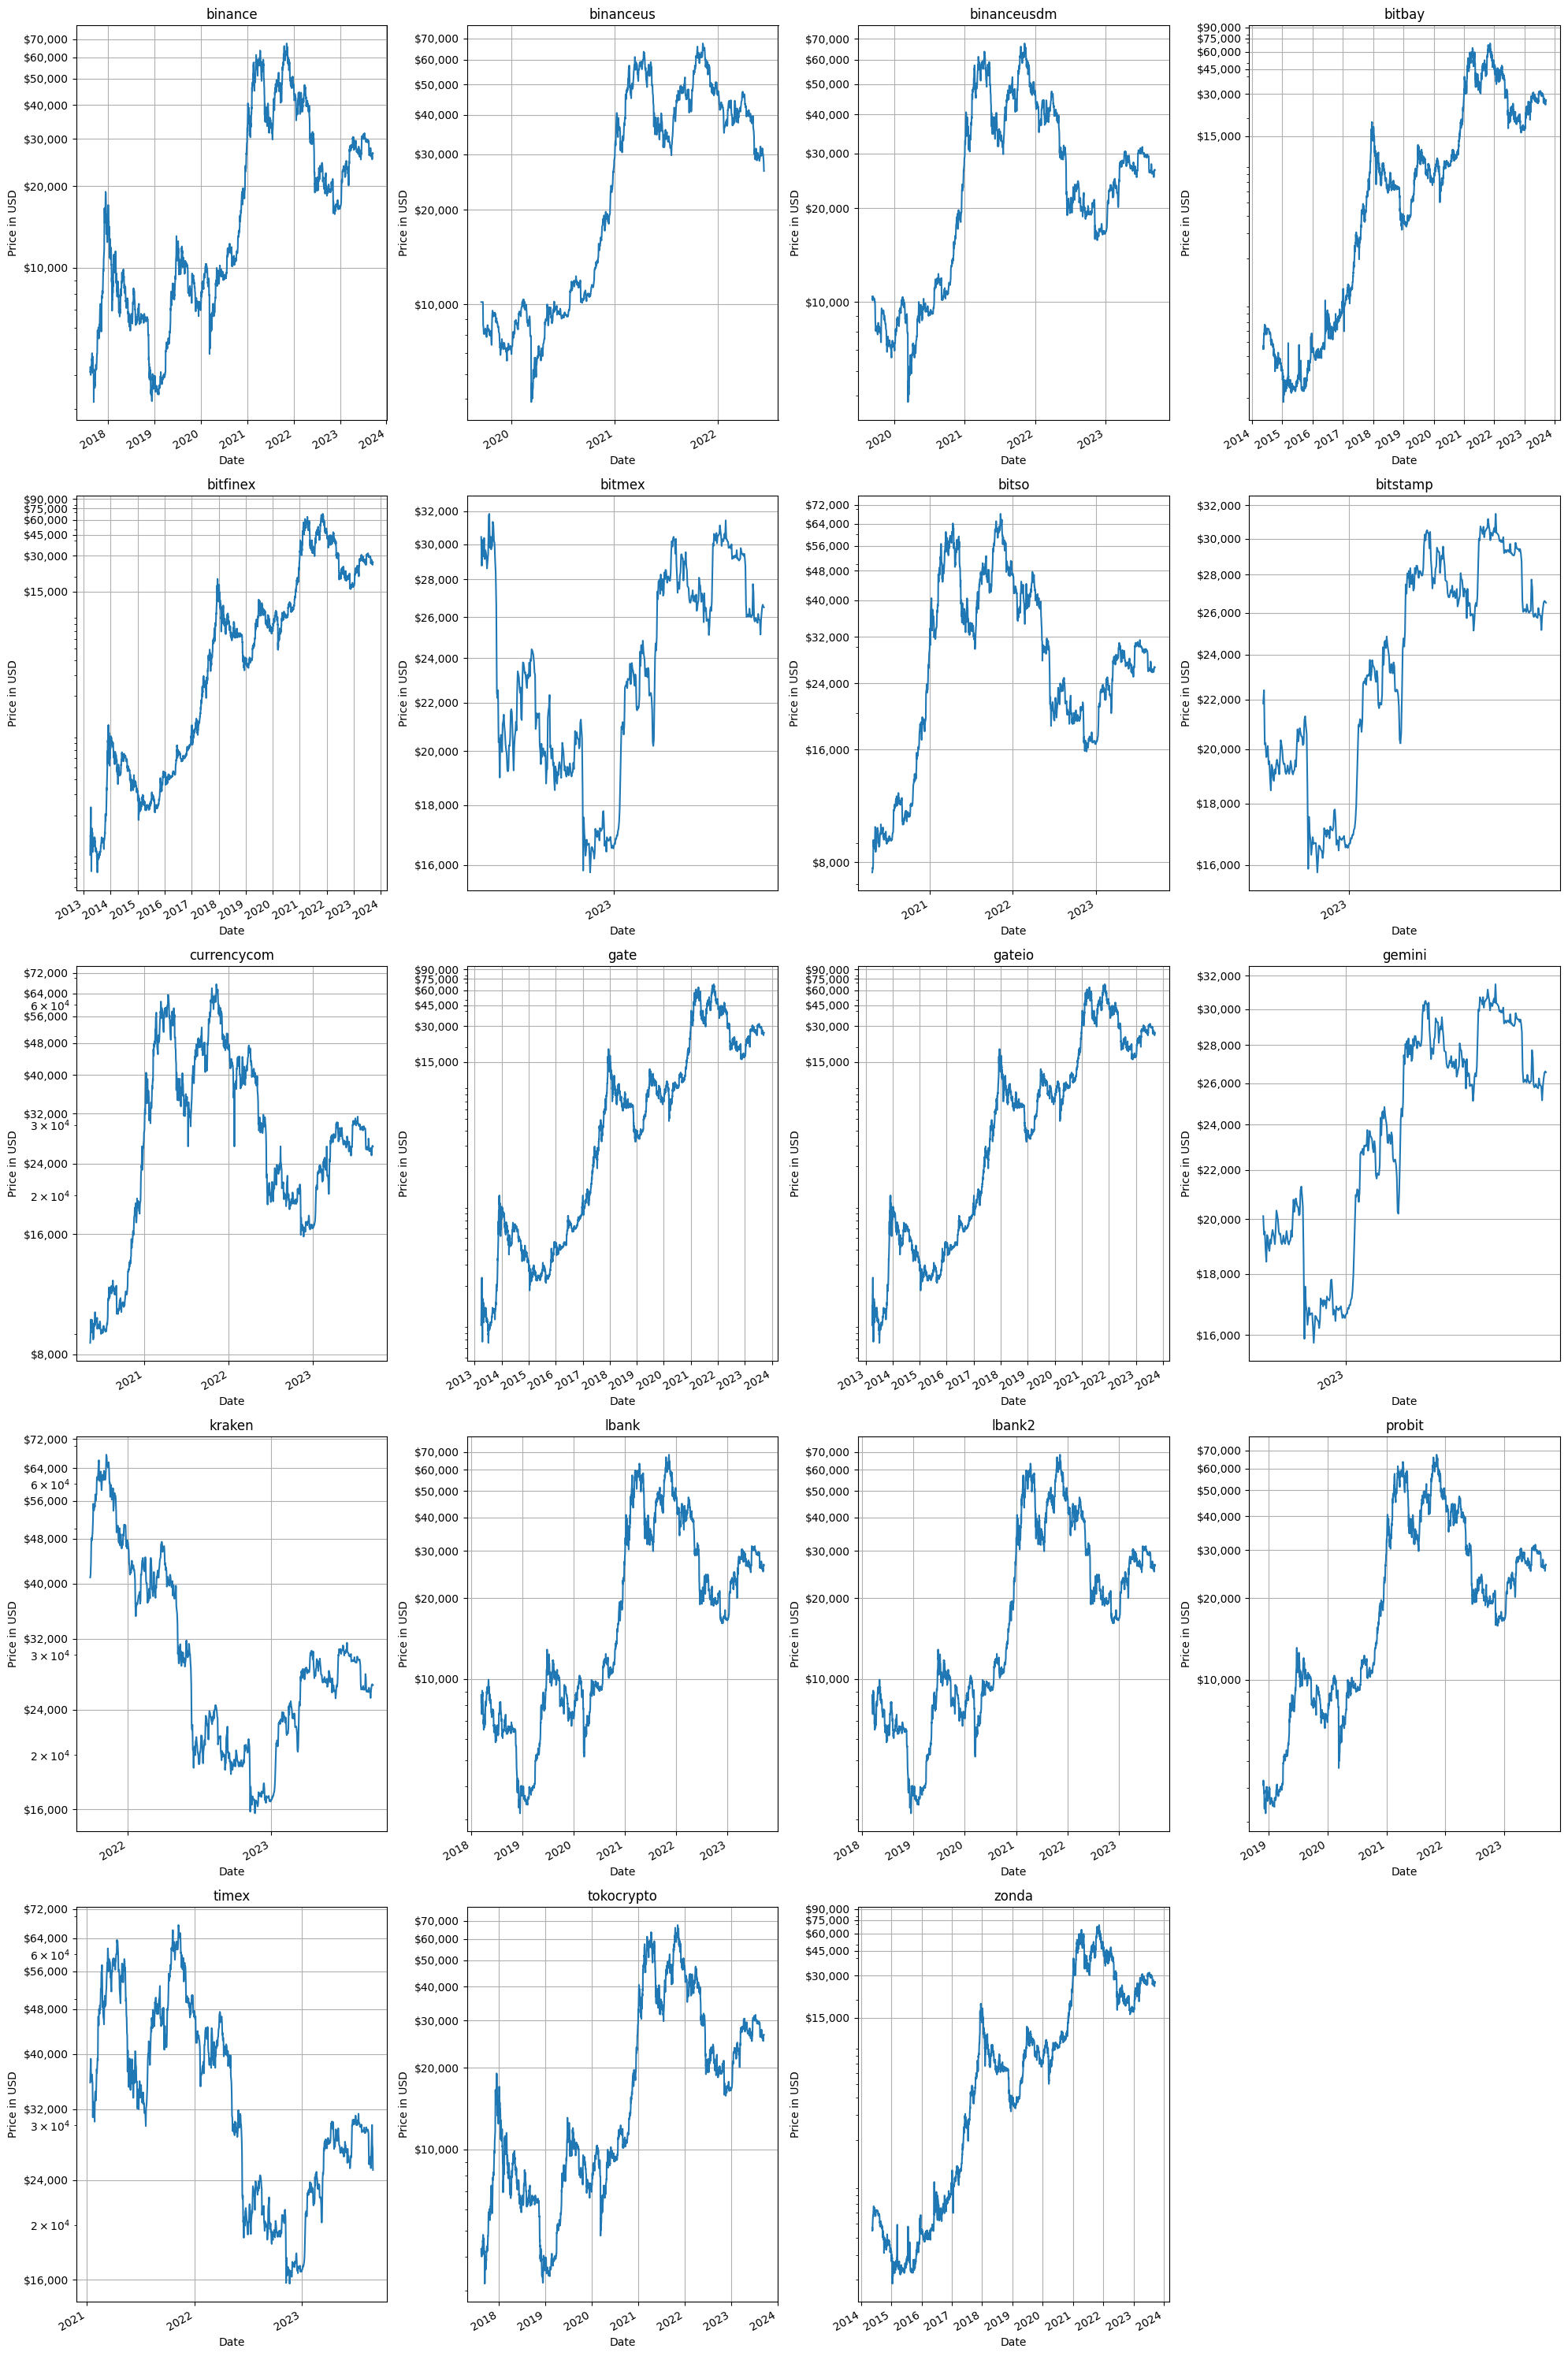 binance
$70,000
$60,000
$50,000
$40,000
$30,000
$20,000
$10,000
Price in USD
2018 2019 2020 2021 2022 2023 2024
Date
binanceus
$70,000
$60,000
$50,000
$40,000
$30,000
$20,000
$10,000
Price in USD
2020 2021 2022
Date
binanceusdm
$70,000
$60,000
$50,000
$40,000
$30,000
$20,000
$10,000
Price in USD
2020 2021 2022 2023
Date
bitbay
$90,000
$75,000
$60,000
$45,000
$30,000
$15,000
Price in USD
2014 2015 2016 2017 2018 2019 2020 2021 2022 2023 2024
Date
bitfinex
$90,000
$75,000
$60,000
$45,000
$30,000
$15,000
Price in USD
2013 2014 2015 2016 2017 2018 2019 2020 2021 2022 2023 2024
Date
bitmex
$32,000
$30,000
$28,000
$26,000
$24,000
$22,000
$20,000
$18,000
$16,000
Price in USD
2023
Date
bitso
$72,000
$64,000
$56,000
$48,000
$40,000
$32,000
$24,000
$16,000
$8,000
Price in USD
2021 2022 2023
Date
bitstamp
$32,000
$30,000
$28,000
$26,000
$24,000
$22,000
$20,000
$18,000
$16,000
Price in USD
2023
Date
currencycom
$72,000
$64,000
6 × 10⁴
$56,000
$48,000
$40,000
$32,000
3 × 10⁴
$24,000
2 × 10⁴
$16,000
$8,000
Price in USD
2021 2022 2023
Date
gate
$90,000
$75,000
$60,000
$45,000
$30,000
$15,000
Price in USD
2013 2014 2015 2016 2017 2018 2019 2020 2021 2022 2023 2024
Date
gateio
$90,000
$75,000
$60,000
$45,000
$30,000
$15,000
Price in USD
2013 2014 2015 2016 2017 2018 2019 2020 2021 2022 2023 2024
Date
gemini
$32,000
$30,000
$28,000
$26,000
$24,000
$22,000
$20,000
$18,000
$16,000
Price in USD
2023
Date
kraken
$72,000
$64,000
6 × 10⁴
$56,000
$48,000
$40,000
$32,000
3 × 10⁴
$24,000
2 × 10⁴
$16,000
Price in USD
2022 2023
Date
lbank
$70,000
$60,000
$50,000
$40,000
$30,000
$20,000
$10,000
Price in USD
2018 2019 2020 2021 2022 2023
Date
lbank2
$70,000
$60,000
$50,000
$40,000
$30,000
$20,000
$10,000
Price in USD
2018 2019 2020 2021 2022 2023
Date
probit
$70,000
$60,000
$50,000
$40,000
$30,000
$20,000
$10,000
Price in USD
2019 2020 2021 2022 2023
Date
timex
$72,000
$64,000
6 × 10⁴
$56,000
$48,000
$40,000
$32,000
3 × 10⁴
$24,000
2 × 10⁴
$16,000
Price in USD
2021 2022 2023
Date
tokocrypto
$70,000
$60,000
$50,000
$40,000
$30,000
$20,000
$10,000
Price in USD
2018 2019 2020 2021 2022 2023 2024
Date
zonda
$90,000
$75,000
$60,000
$45,000
$30,000
$15,000
Price in USD
2014 2015 2016 2017 2018 2019 2020 2021 2022 2023 2024
Date